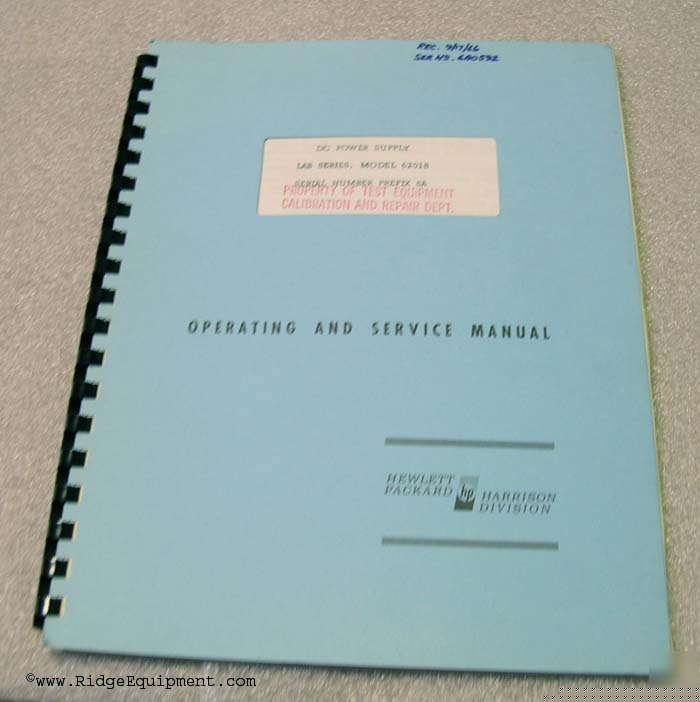 REC. 9/17/66
SER NO. 6A0592
DC POWER SUPPLY
LAB SERIES, MODEL 6201B
SERIAL NUMBER PREFIX 6A
PROPERTY OF TEST EQUIPMENT
CALIBRATION AND REPAIR DEPT.
OPERATING AND SERVICE MANUAL
HEWLETT
PACKARD
hp
HARRISON
DIVISION
©www.RidgeEquipment.com